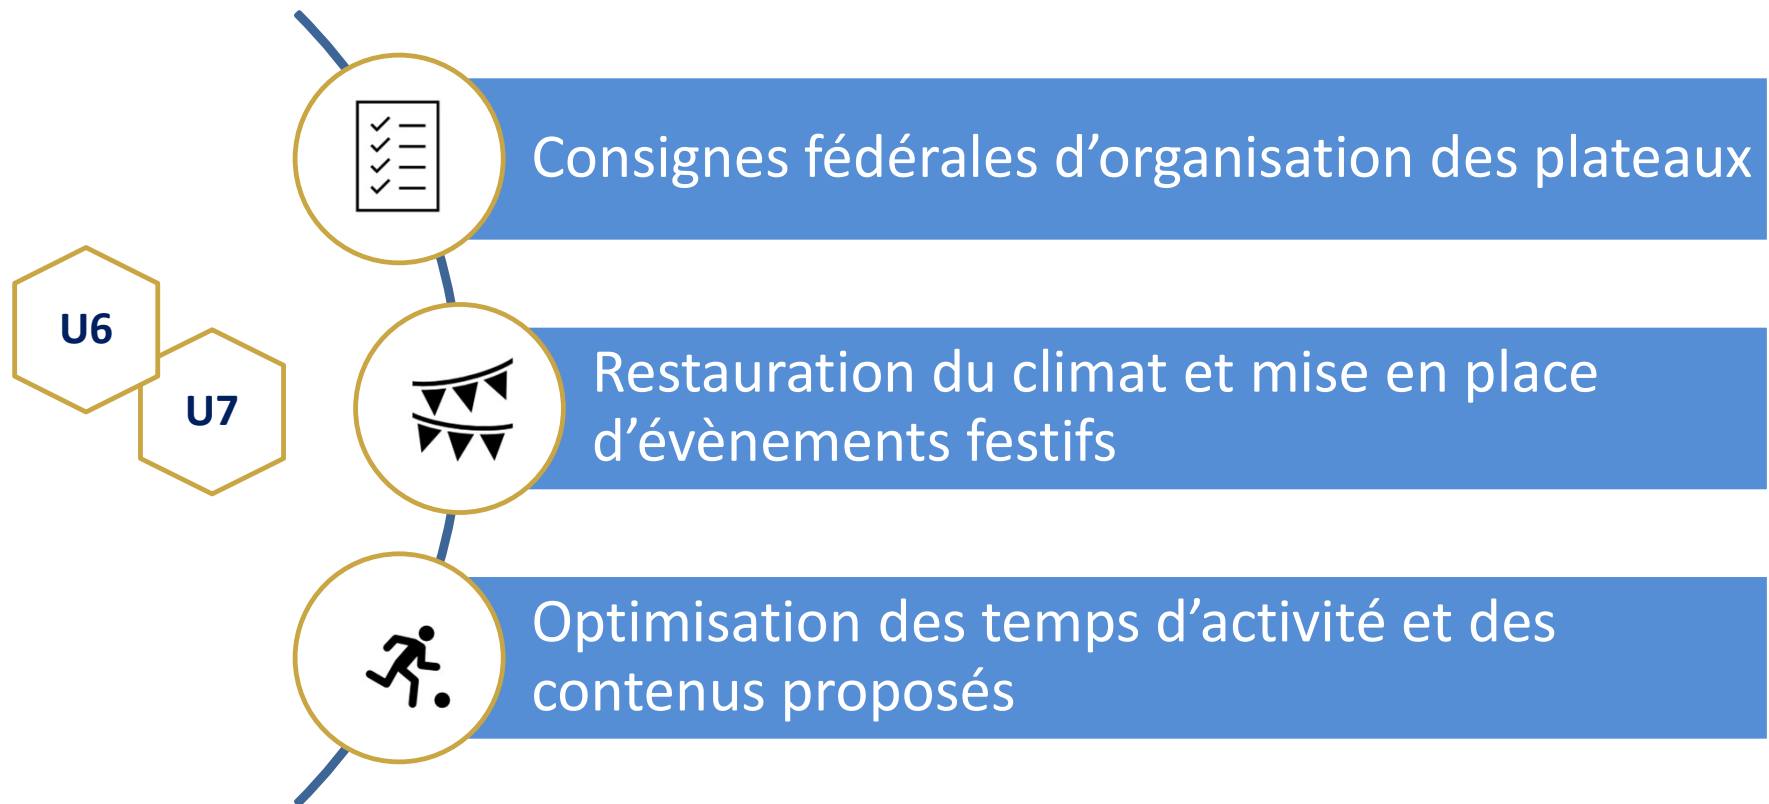 U6
U7
Consignes fédérales d’organisation des plateaux
Restauration du climat et mise en place
d’évènements festifs
Optimisation des temps d’activité et des
contenus proposés